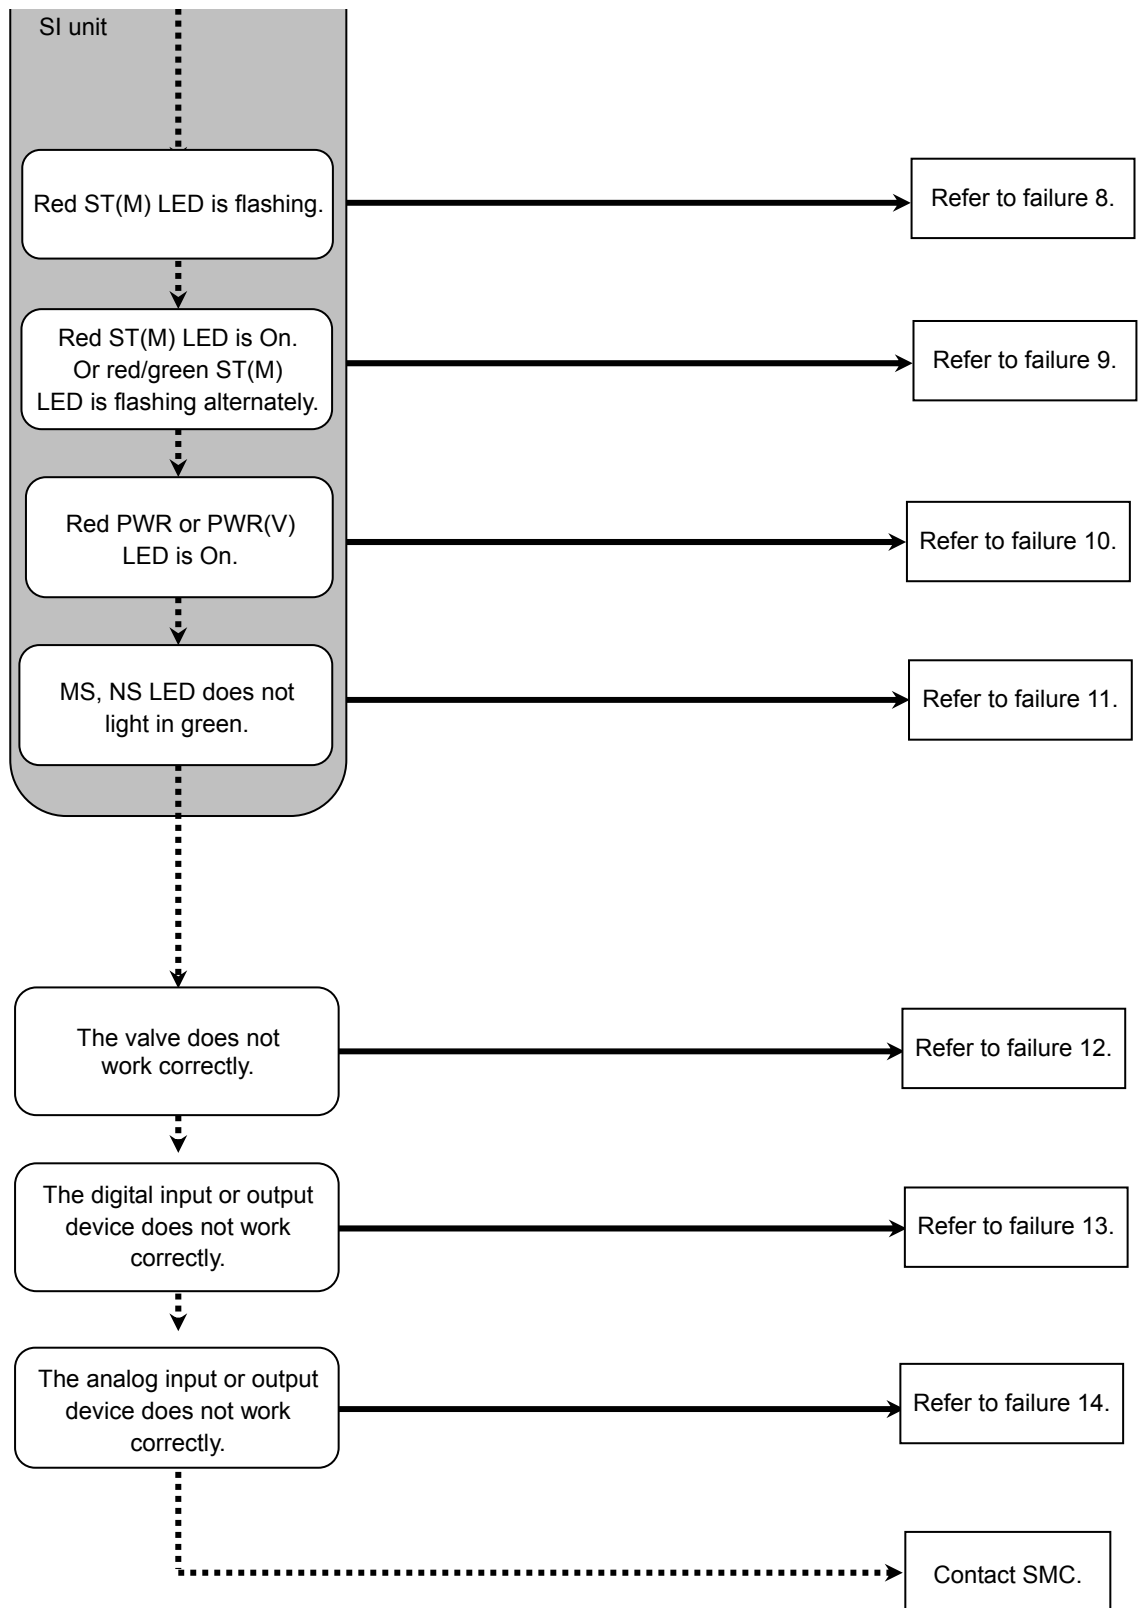 SI unit
Red ST(M) LED is flashing.
Refer to failure 8.
Red ST(M) LED is On.
Or red/green ST(M)
LED is flashing alternately.
Refer to failure 9.
Red PWR or PWR(V)
LED is On.
Refer to failure 10.
MS, NS LED does not
light in green.
Refer to failure 11.
The valve does not
work correctly.
Refer to failure 12.
The digital input or output
device does not work
correctly.
Refer to failure 13.
The analog input or output
device does not work
correctly.
Refer to failure 14.
Contact SMC.